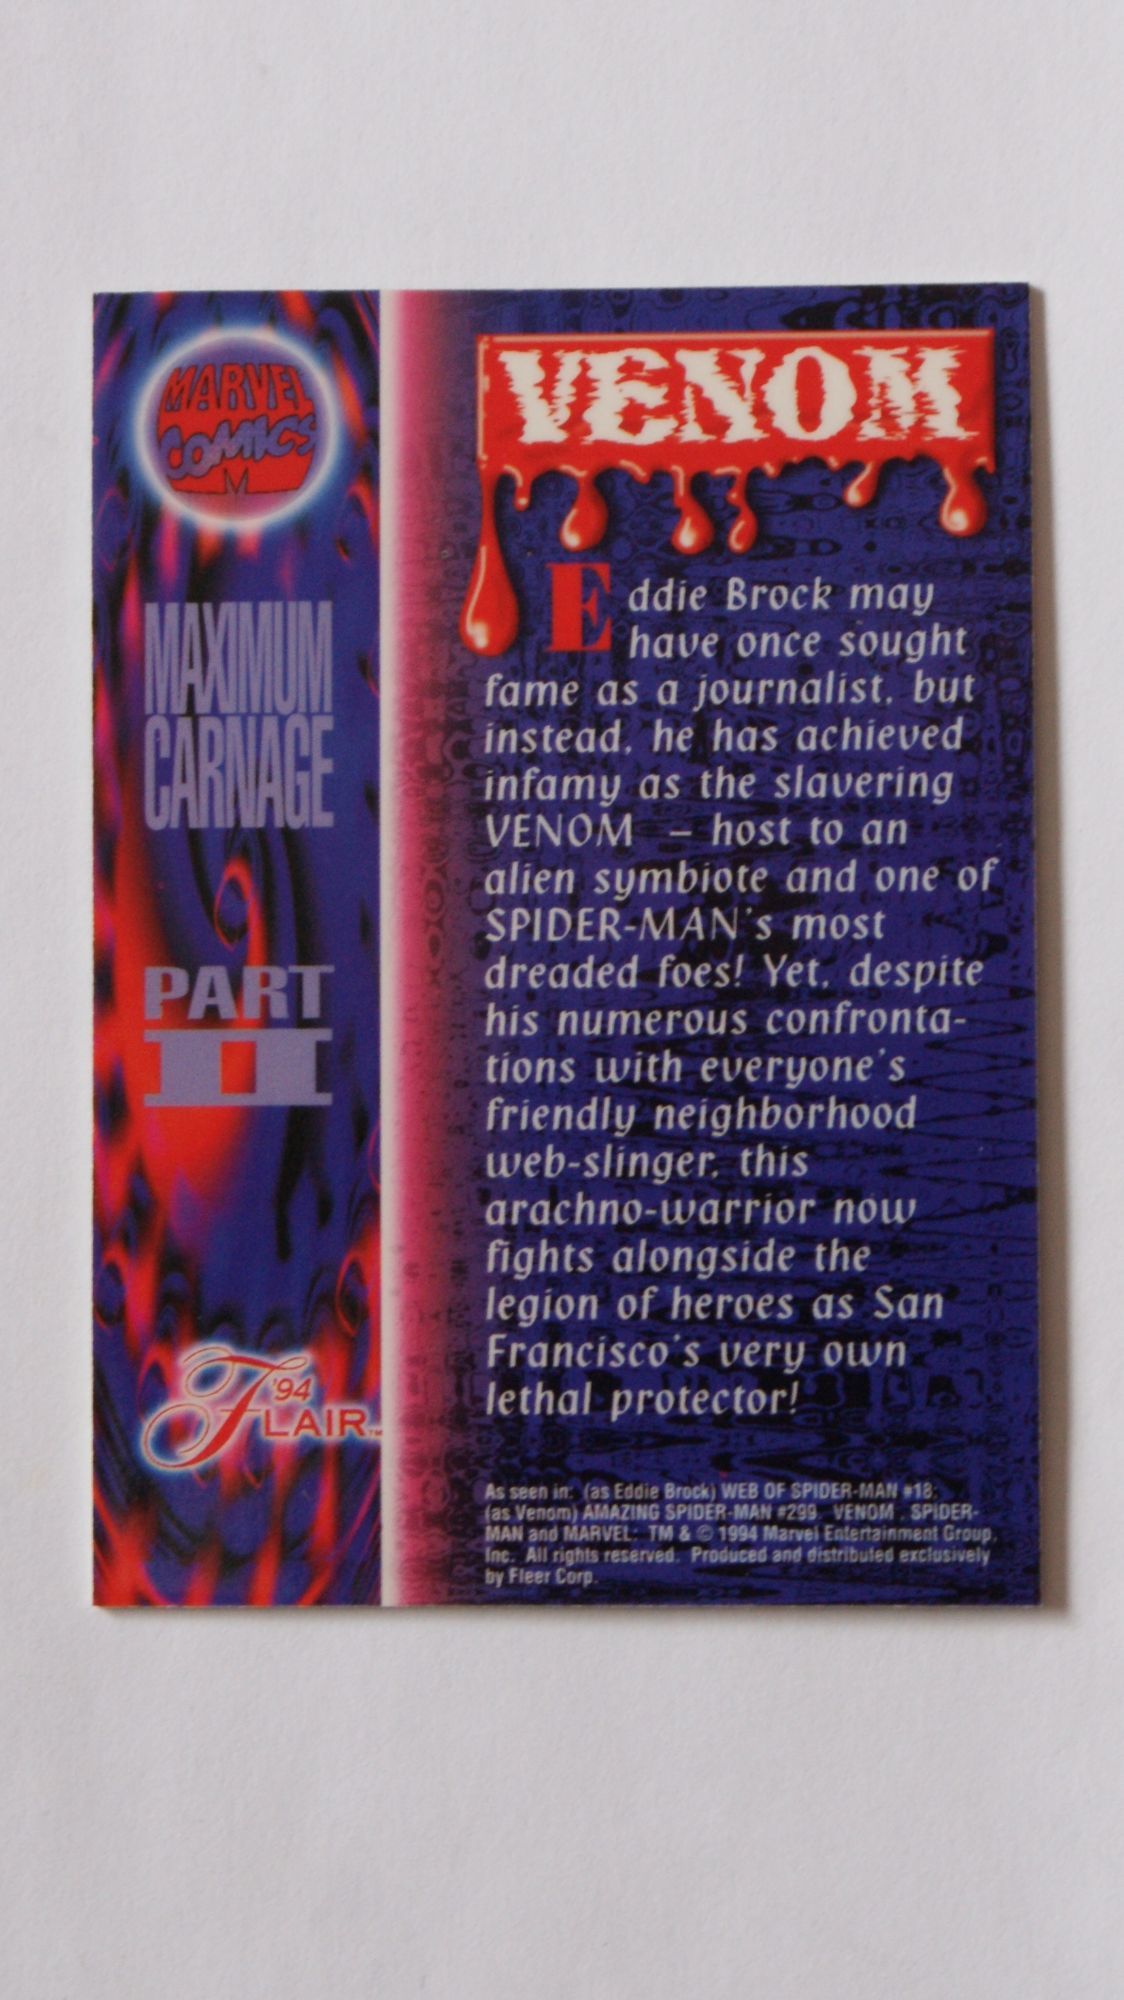 MARVEL
COMICS
M
MAXIMUM
CARNAGE
PART
II
'94
FLAIR™
VENOM
Eddie Brock may
have once sought
fame as a journalist, but
instead, he has achieved
infamy as the slavering
VENOM – host to an
alien symbiote and one of
SPIDER-MAN's most
dreaded foes! Yet, despite
his numerous confronta-
tions with everyone's
friendly neighborhood
web-slinger, this
arachno-warrior now
fights alongside the
legion of heroes as San
Francisco's very own
lethal protector!
As seen in: (as Eddie Brock) WEB OF SPIDER-MAN #18;
(as Venom) AMAZING SPIDER-MAN #299. VENOM, SPIDER-
MAN and MARVEL: TM & © 1994 Marvel Entertainment Group,
Inc. All rights reserved. Produced and distributed exclusively
by Fleer Corp.